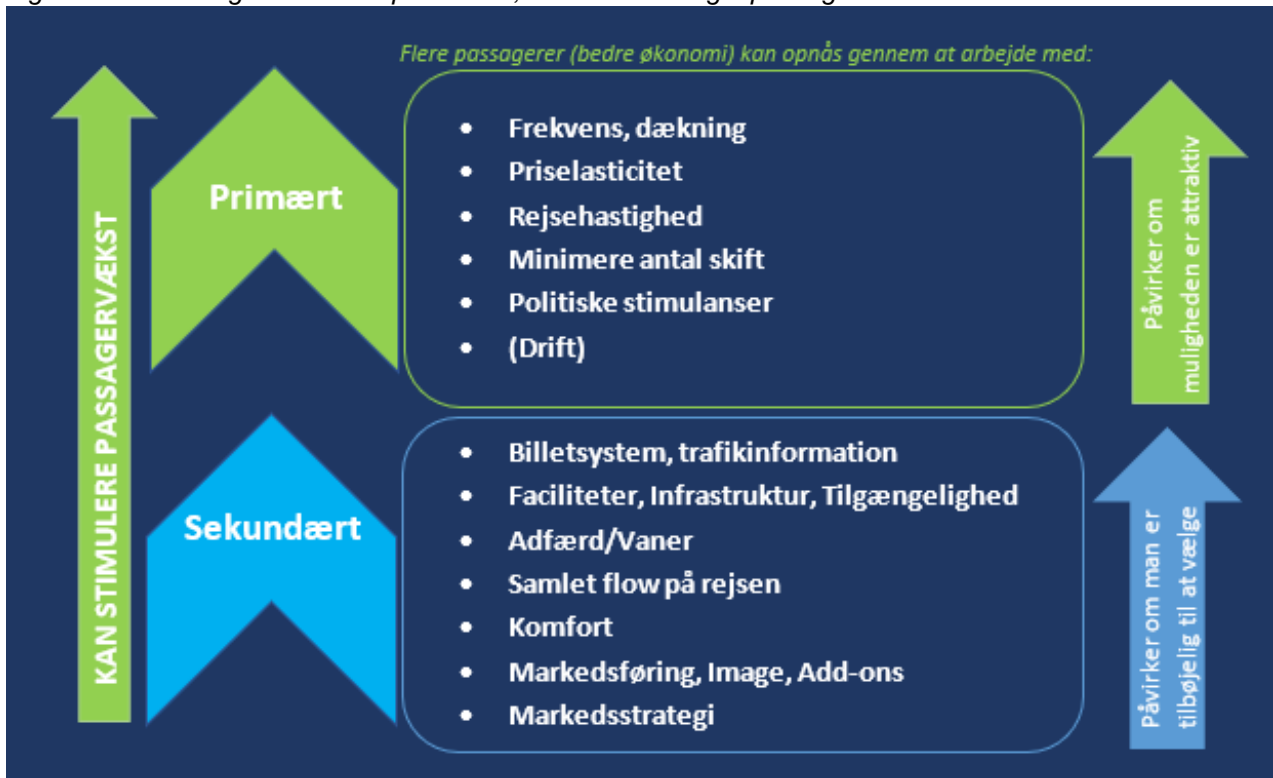 Flere passagerer (bedre økonomi) kan opnås gennem at arbejde med:
KAN STIMULERE PASSAGERVÆKST
Primært
• Frekvens, dækning
• Priselasticitet
• Rejsehastighed
• Minimere antal skift
• Politiske stimulanser
• (Drift)
Påvirker om
muligheden er attraktiv
Sekundært
• Billetsystem, trafikinformation
• Faciliteter, Infrastruktur, Tilgængelighed
• Adfærd/Vaner
• Samlet flow på rejsen
• Komfort
• Markedsføring, Image, Add-ons
• Markedsstrategi
Påvirker om man er
tilbøjelig til at vælge